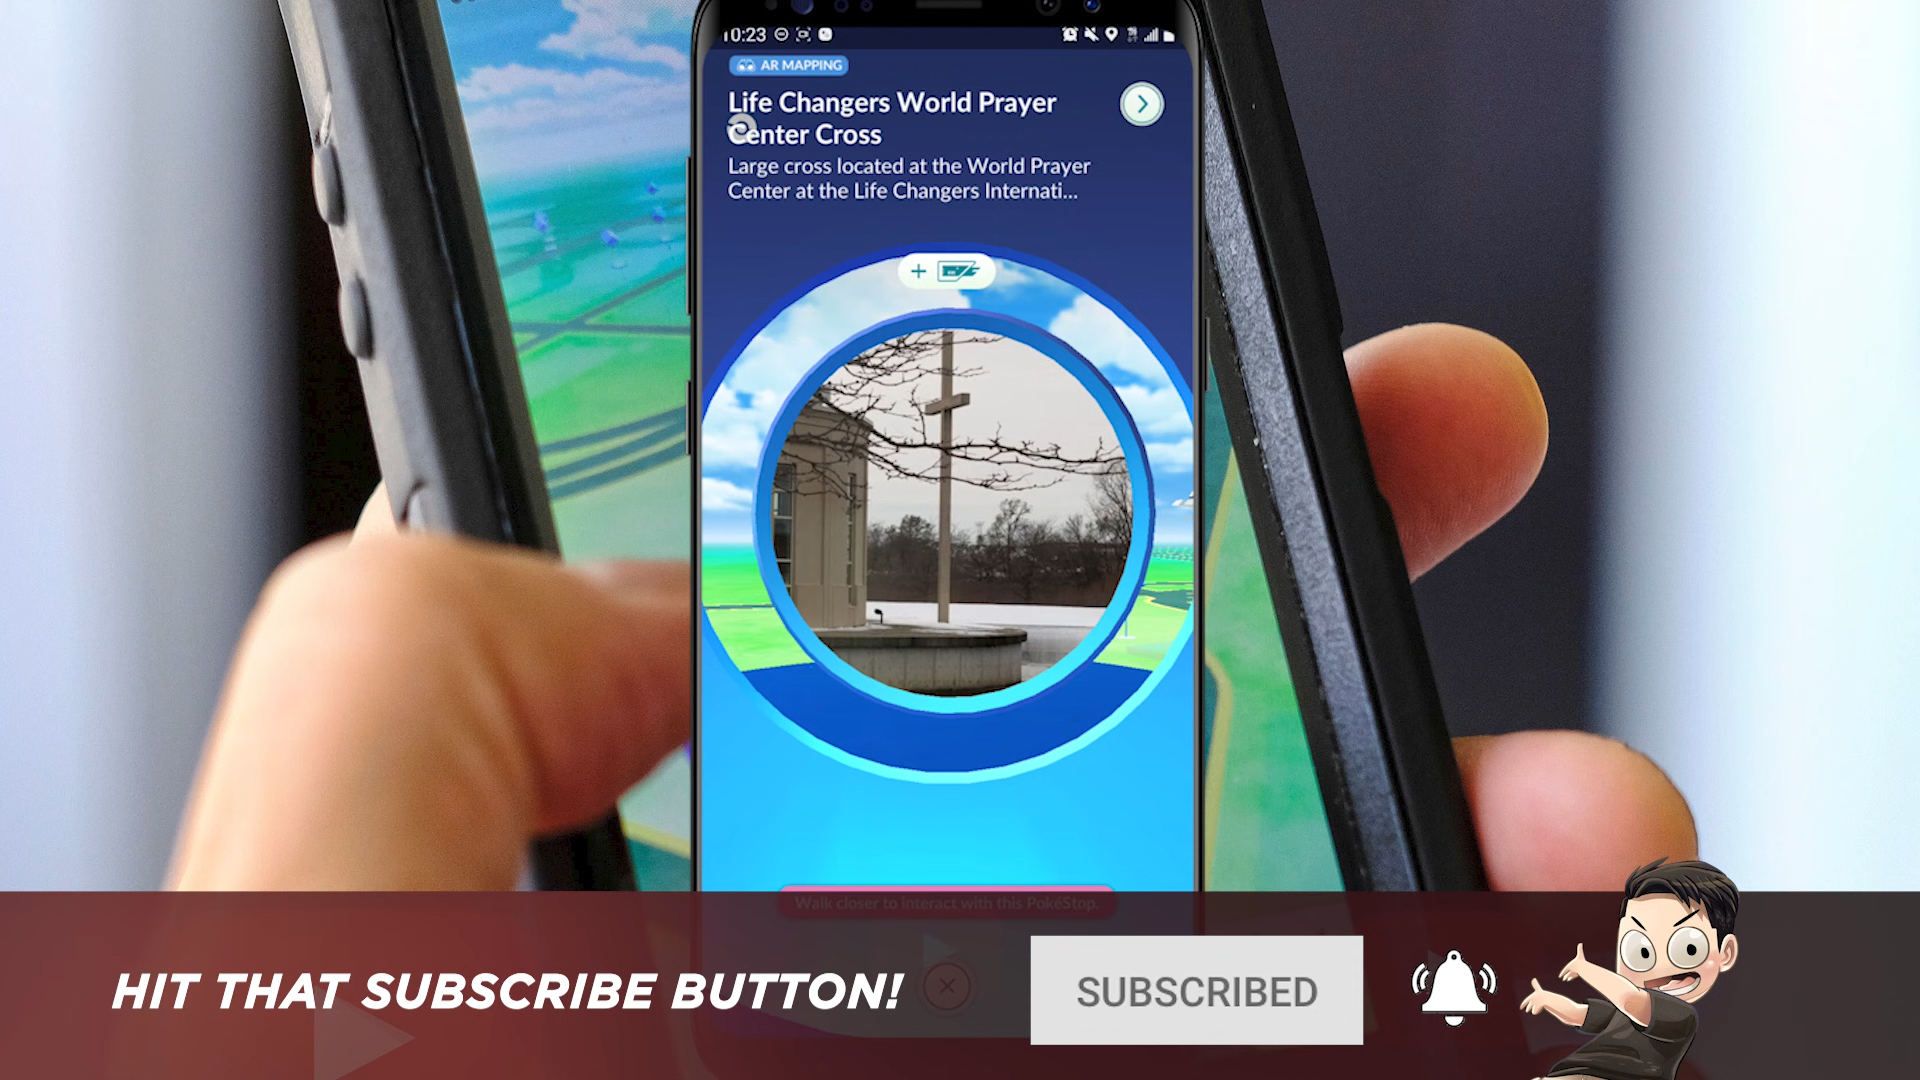 10:23
AR MAPPING
Life Changers World Prayer
Center Cross
Large cross located at the World Prayer
Center at the Life Changers Internati...
Walk closer to interact with this PokéStop.
HIT THAT SUBSCRIBE BUTTON!
SUBSCRIBED